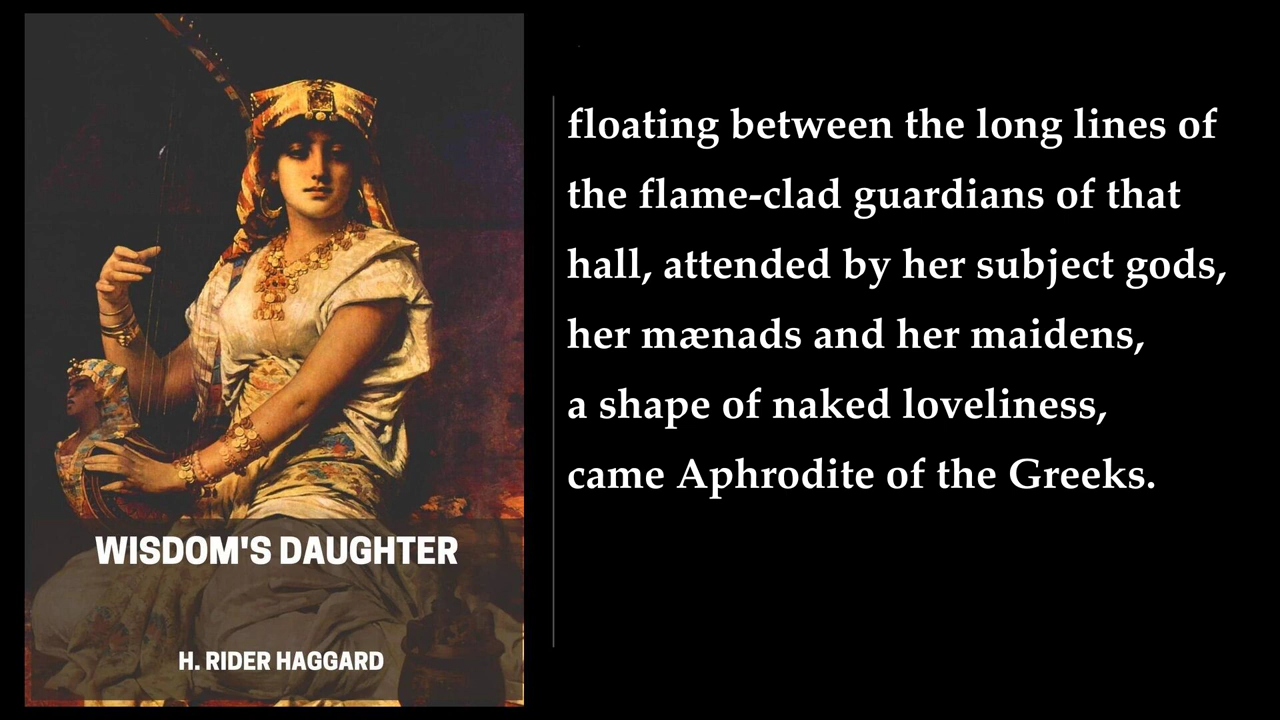 WISDOM'S DAUGHTER
H. RIDER HAGGARD
floating between the long lines of
the flame-clad guardians of that
hall, attended by her subject gods,
her mænads and her maidens,
a shape of naked loveliness,
came Aphrodite of the Greeks.